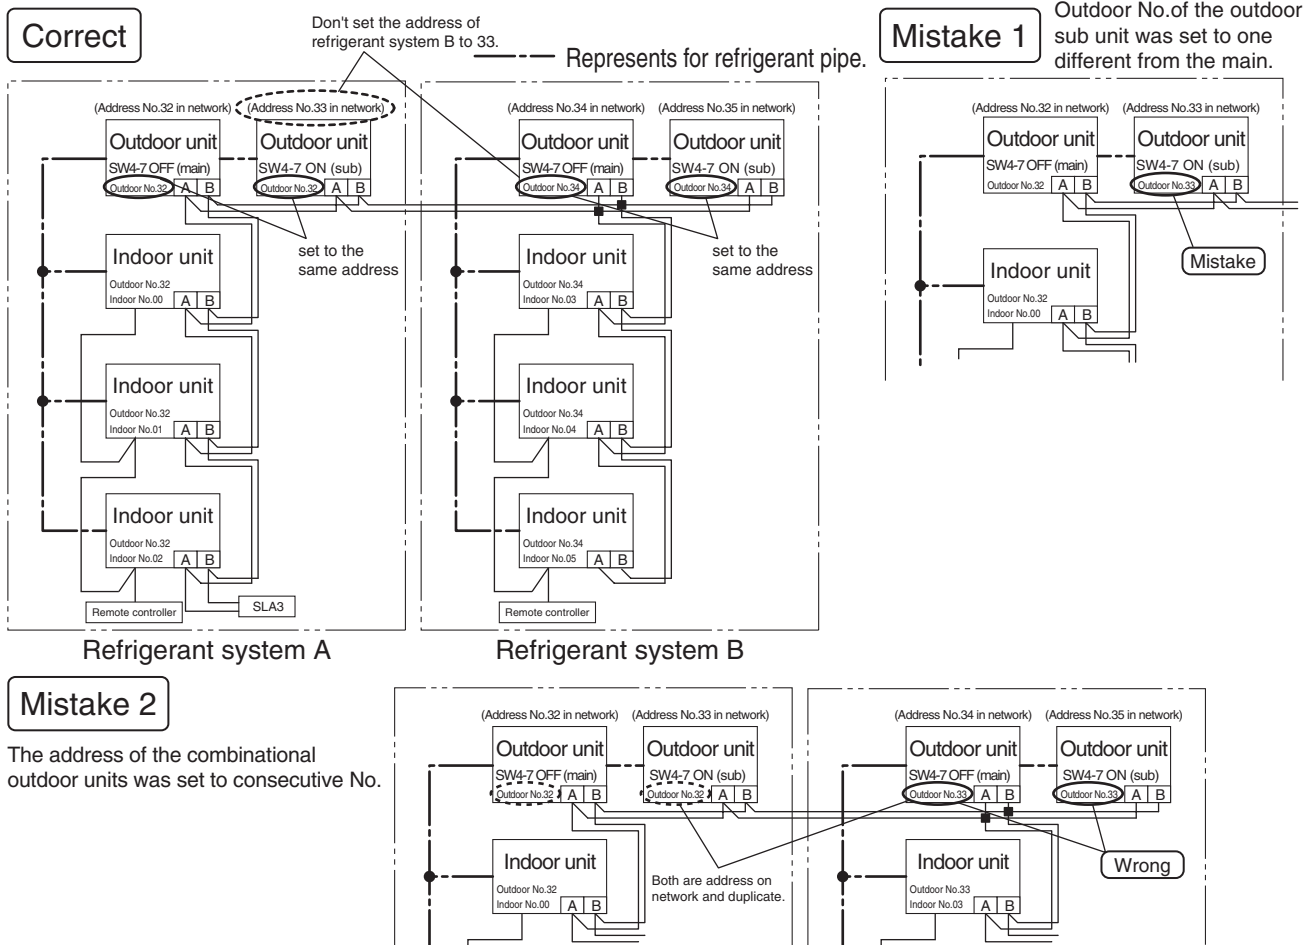 Correct
Don't set the address of
refrigerant system B to 33.
Represents for refrigerant pipe.
(Address No.32 in network)
(Address No.33 in network)
Outdoor unit
SW4-7 OFF (main)
Outdoor No.32
A B
Outdoor unit
SW4-7 ON (sub)
Outdoor No.32
A B
set to the
same address
Indoor unit
Outdoor No.32
Indoor No.00
A B
Indoor unit
Outdoor No.32
Indoor No.01
A B
Indoor unit
Outdoor No.32
Indoor No.02
A B
Remote controller
SLA3
Refrigerant system A
(Address No.34 in network)
(Address No.35 in network)
Outdoor unit
SW4-7 OFF (main)
Outdoor No.34
A B
Outdoor unit
SW4-7 ON (sub)
Outdoor No.34
A B
set to the
same address
Indoor unit
Outdoor No.34
Indoor No.03
A B
Indoor unit
Outdoor No.34
Indoor No.04
A B
Indoor unit
Outdoor No.34
Indoor No.05
A B
Remote controller
Refrigerant system B
Mistake 1
Outdoor No.of the outdoor
sub unit was set to one
different from the main.
(Address No.32 in network)
(Address No.33 in network)
Outdoor unit
SW4-7 OFF (main)
Outdoor No.32
A B
Outdoor unit
SW4-7 ON (sub)
Outdoor No.33
A B
Mistake
Indoor unit
Outdoor No.32
Indoor No.00
A B
Mistake 2
The address of the combinational
outdoor units was set to consecutive No.
(Address No.32 in network)
(Address No.33 in network)
Outdoor unit
SW4-7 OFF (main)
Outdoor No.32
A B
Outdoor unit
SW4-7 ON (sub)
Outdoor No.32
A B
Indoor unit
Outdoor No.32
Indoor No.00
A B
Both are address on
network and duplicate.
(Address No.34 in network)
(Address No.35 in network)
Outdoor unit
SW4-7 OFF (main)
Outdoor No.33
A B
Outdoor unit
SW4-7 ON (sub)
Outdoor No.33
A B
Wrong
Indoor unit
Outdoor No.33
Indoor No.03
A B